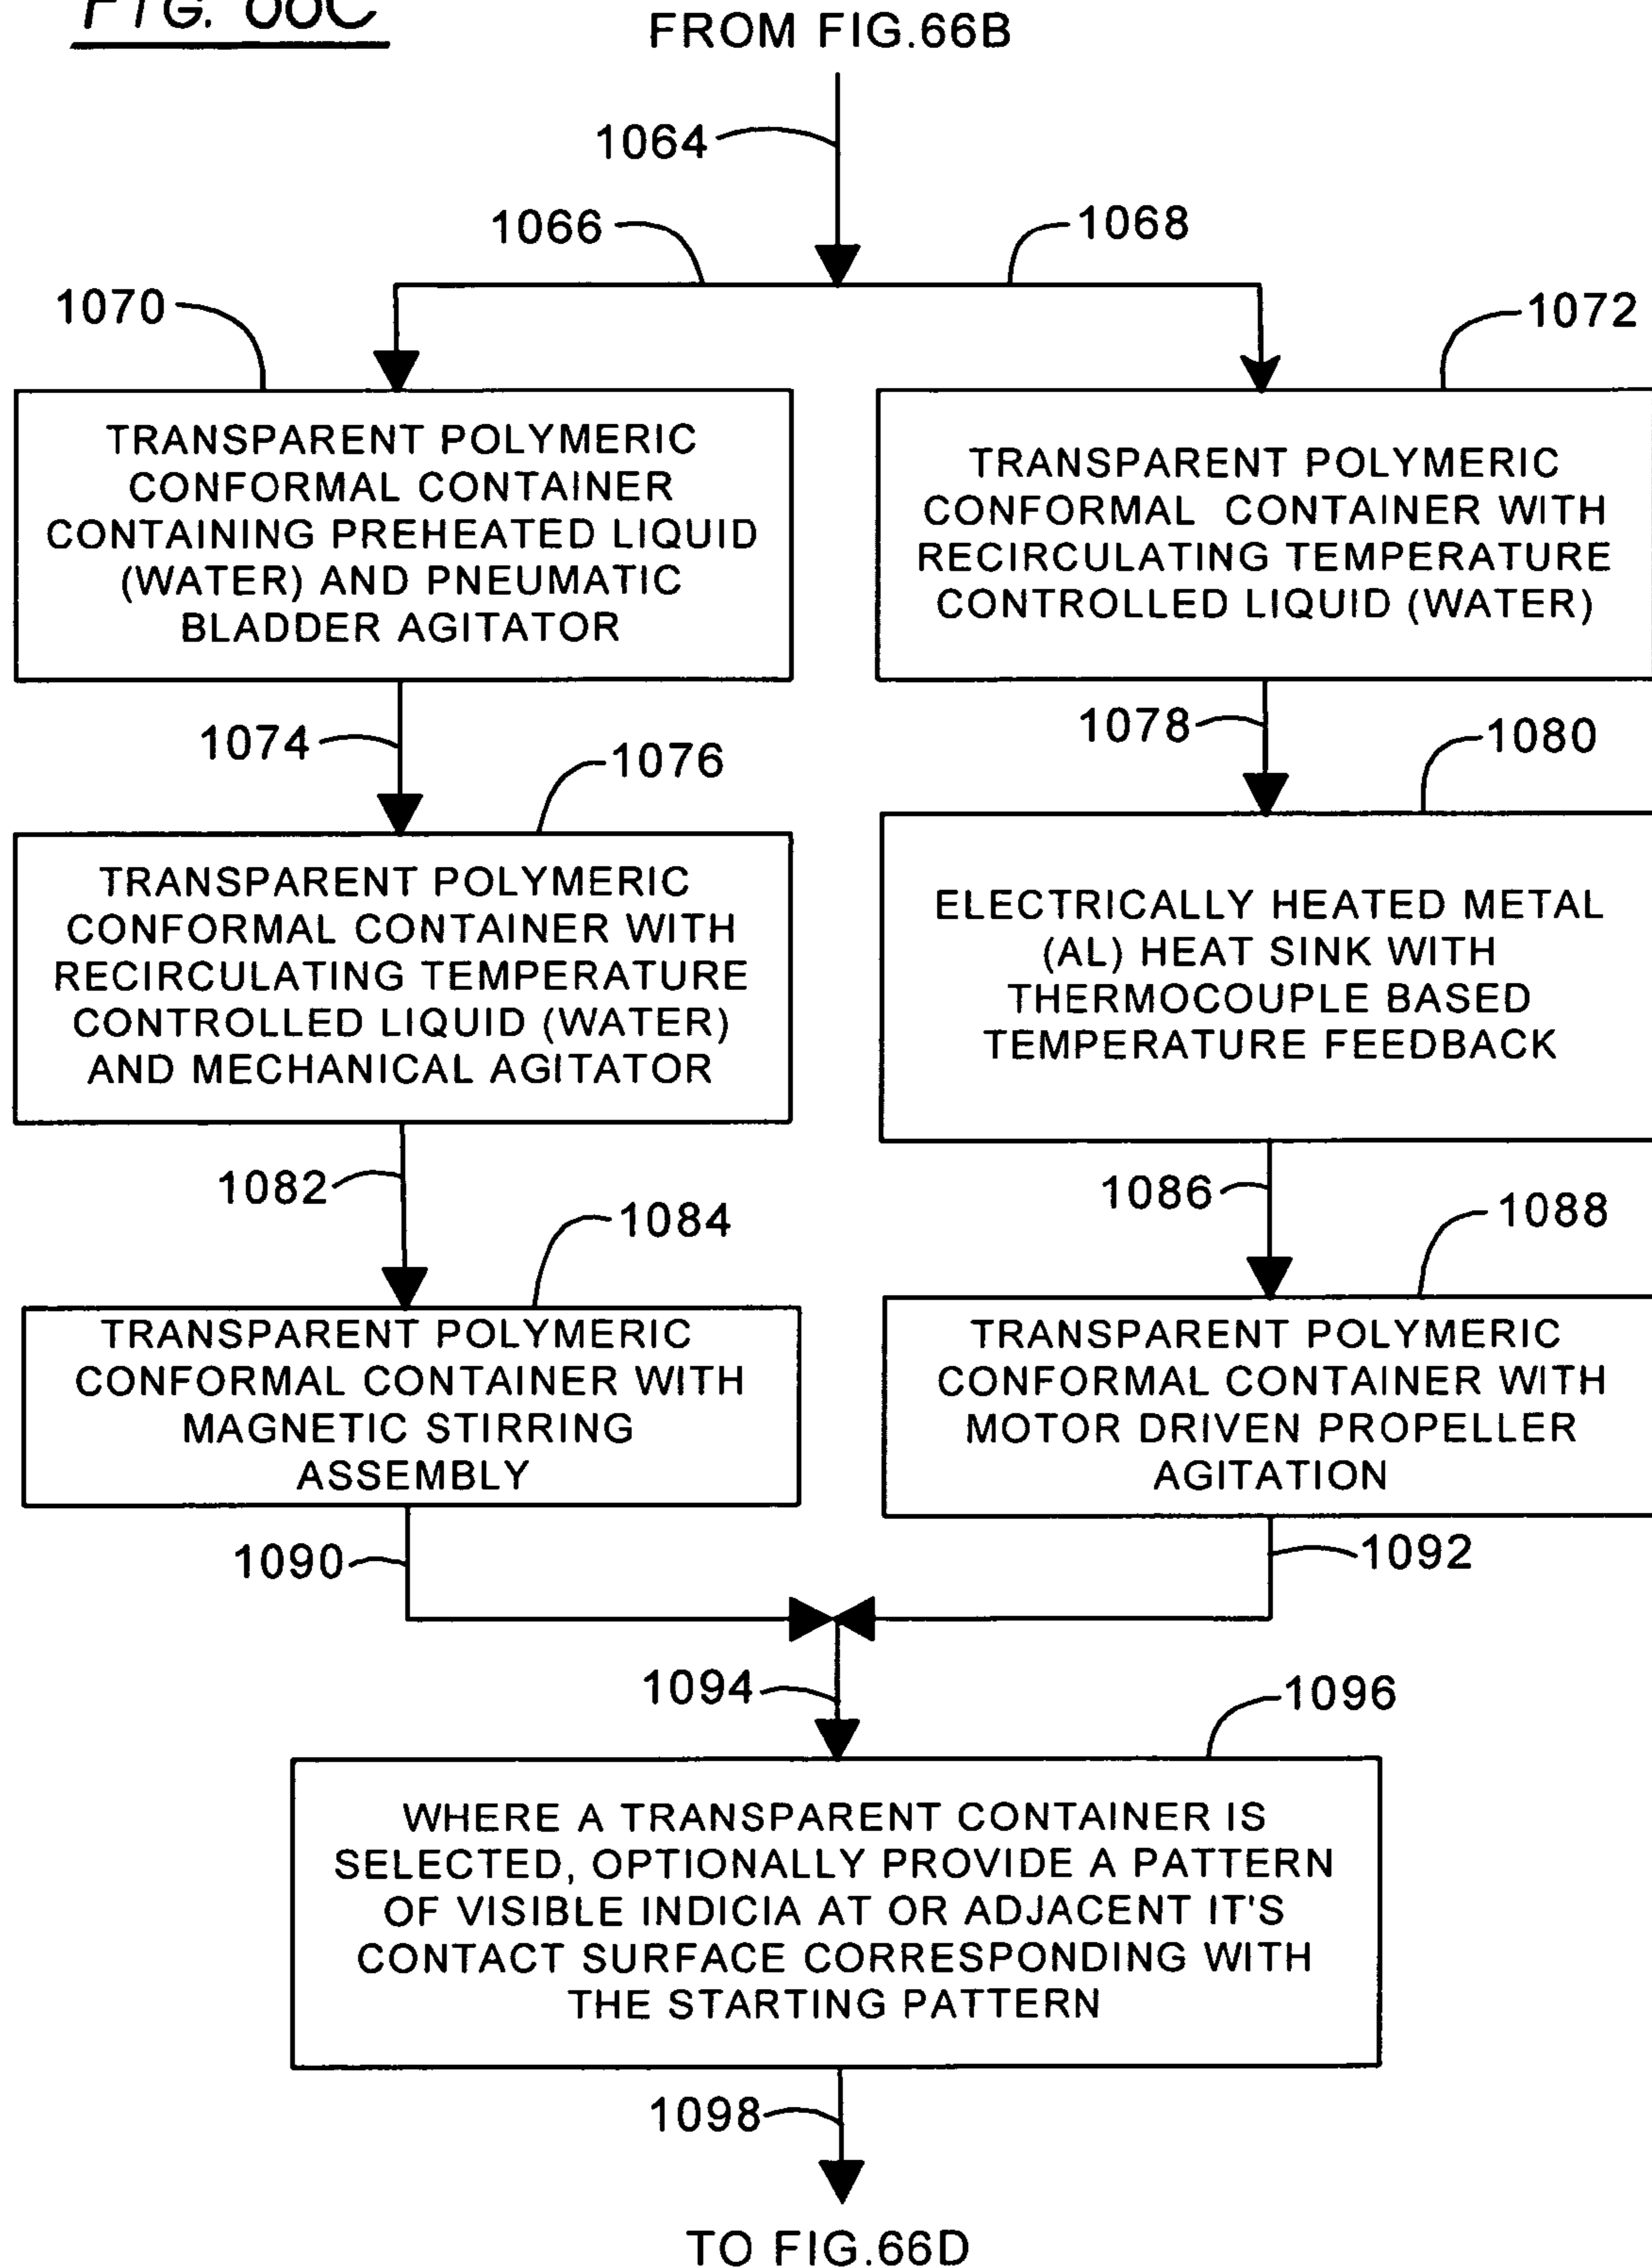 FIG. 66C
FROM FIG.66B
1064
1066
1068
1070
1072
TRANSPARENT POLYMERIC
CONFORMAL CONTAINER
CONTAINING PREHEATED LIQUID
(WATER) AND PNEUMATIC
BLADDER AGITATOR
TRANSPARENT POLYMERIC
CONFORMAL CONTAINER WITH
RECIRCULATING TEMPERATURE
CONTROLLED LIQUID (WATER)
1074
1076
1078
1080
TRANSPARENT POLYMERIC
CONFORMAL CONTAINER WITH
RECIRCULATING TEMPERATURE
CONTROLLED LIQUID (WATER)
AND MECHANICAL AGITATOR
ELECTRICALLY HEATED METAL
(AL) HEAT SINK WITH
THERMOCOUPLE BASED
TEMPERATURE FEEDBACK
1082
1084
1086
1088
TRANSPARENT POLYMERIC
CONFORMAL CONTAINER WITH
MAGNETIC STIRRING
ASSEMBLY
TRANSPARENT POLYMERIC
CONFORMAL CONTAINER WITH
MOTOR DRIVEN PROPELLER
AGITATION
1090
1092
1094
1096
WHERE A TRANSPARENT CONTAINER IS
SELECTED, OPTIONALLY PROVIDE A PATTERN
OF VISIBLE INDICIA AT OR ADJACENT IT'S
CONTACT SURFACE CORRESPONDING WITH
THE STARTING PATTERN
1098
TO FIG.66D